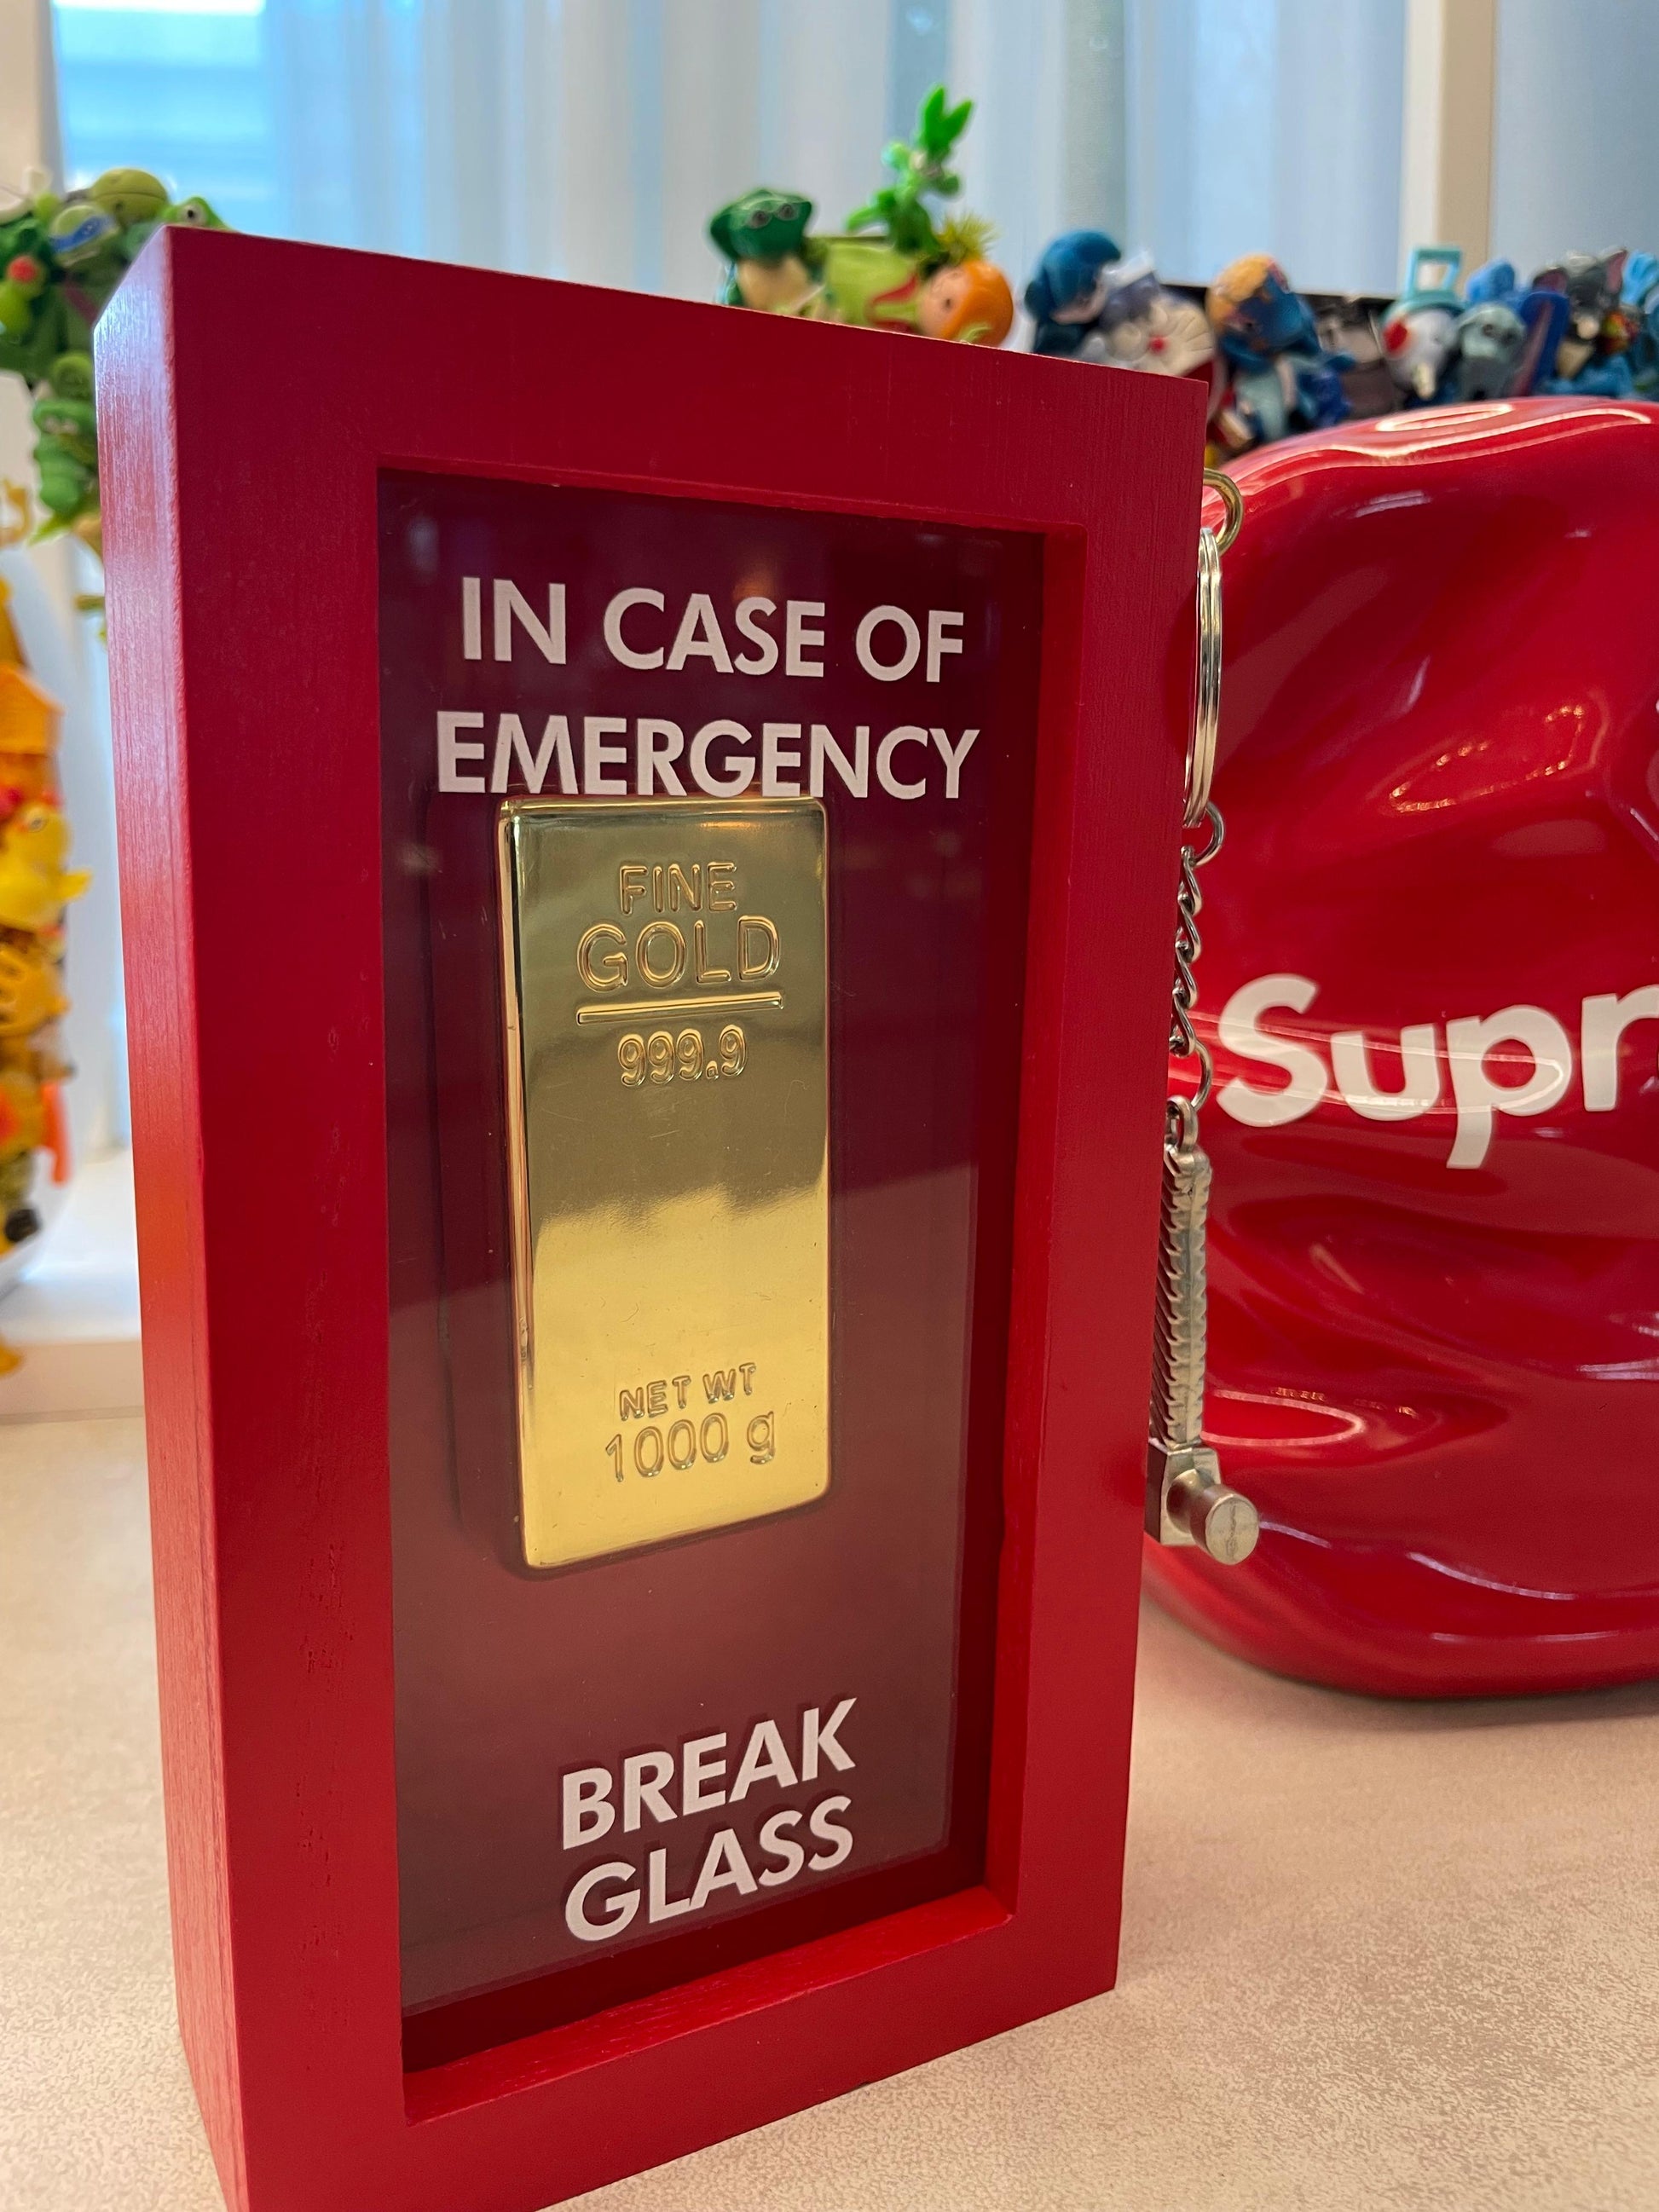 IN CASE OF
EMERGENCY
FINE
GOLD
999.9
NET WT
1000 g
BREAK
GLASS
Supr